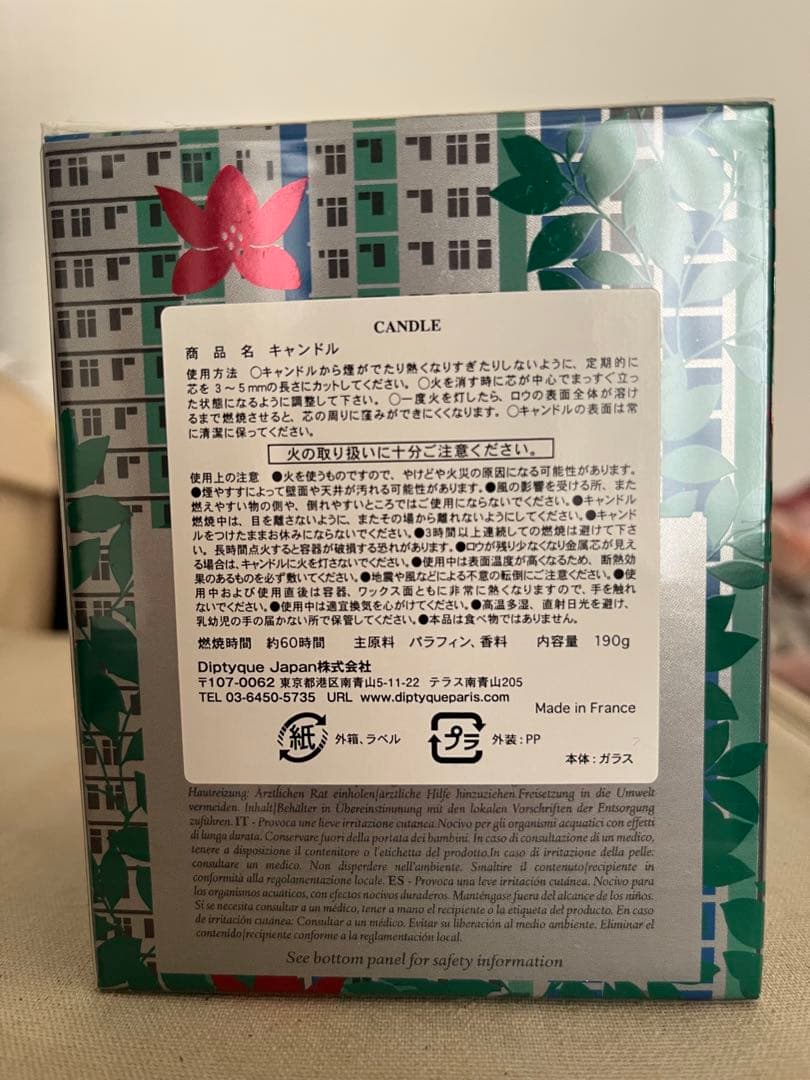 CANDLE
商 品 名 キャンドル
使用方法 ○キャンドルから煙がでたり熱くなりすぎたりしないように、定期的に
芯を 3～5mmの長さにカットしてください。○火を消す時に芯が中心でまっすぐ立っ
た状態になるように調整して下さい。○一度火を灯したら、ロウの表面全体が溶け
るまで燃焼させると、芯の周りに窪みができにくくなります。○キャンドルの表面は常
に清潔に保ってください。
火の取り扱いに十分ご注意ください。
使用上の注意 ●火を使うものですので、やけどや火災の原因になる可能性があります。
●煙やすすによって壁面や天井が汚れる可能性があります。●風の影響を受ける所、また
燃えやすい物の側や、倒れやすいところではご使用にならないでください。●キャンドル
燃焼中は、目を離さないように、またその場から離れないようにしてください。●キャンド
ルをつけたままお休みにならないでください。●3時間以上連続しての燃焼は避けて下さ
い。長時間点火すると容器が破損する恐れがあります。●ロウが残り少なくなり金属芯が見え
る場合は、キャンドルに火を灯さないでください。●使用中は表面温度が高くなるため、断熱効
果のあるものを必ず敷いてください。●地震や風などによる不意の転倒にご注意ください。●使
用中および使用直後は容器、ワックス面ともに非常に熱くなりますので、手を触れ
ないでください。●使用中は適宜換気を心がけてください。●高温多湿、直射日光を避け、
乳幼児の手の届かない所で保管してください。●本品は食べ物ではありません。
燃焼時間 約60時間 主原料 パラフィン、香料 内容量 190g
Diptyque Japan株式会社
〒107-0062 東京都港区南青山5-11-22 テラス南青山205
TEL 03-6450-5735 URL www.diptyqueparis.com
Made in France
紙 外箱、ラベル プラ 外装：PP
本体：ガラス
Hautreizung: Ärztlichen Rat einholen/ärztliche Hilfe hinzuziehen.Freisetzung in die Umwelt
vermeiden. Inhalt/Behälter in Übereinstimmung mit den lokalen Vorschriften der Entsorgung
zuführen. IT - Provoca une lieve irritazione cutanea.Nocivo per gli organismi acquatici con effetti
di lunga durata. Conservare fuori della portata dei bambini. In caso di consultazione di un medico,
tenere a disposizione il contenitore o l'etichetta del prodotto.In caso di irritazione della pelle:
consultare un medico. Non disperdere nell'ambiente. Smaltire il contenuto/recipiente in
conformità alla regolamentazione locale. ES - Provoca una leve irritación cutánea. Nocivo para
los organismos acuáticos, con efectos nocivos duraderos. Manténgase fuera del alcance de los niños.
Si se necesita consultar a un médico, tener a mano el recipiente o la etiqueta del producto. En caso
de irritación cutánea: Consultar a un médico. Evitar su liberación al medio ambiente. Eliminar el
contenido/recipiente conforme a la reglamentación local.
See bottom panel for safety information